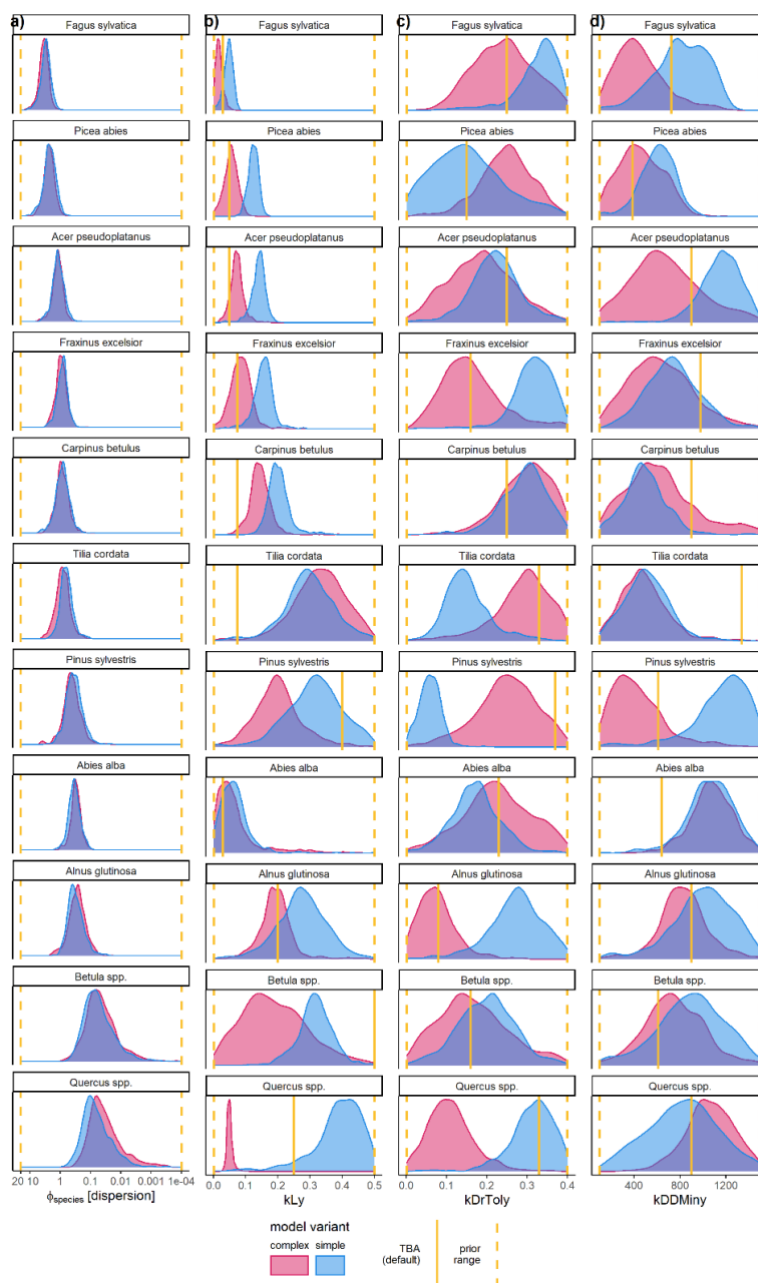 a) b) c) d)
Fagus sylvatica Fagus sylvatica Fagus sylvatica Fagus sylvatica
Picea abies Picea abies Picea abies Picea abies
Acer pseudoplatanus Acer pseudoplatanus Acer pseudoplatanus Acer pseudoplatanus
Fraxinus excelsior Fraxinus excelsior Fraxinus excelsior Fraxinus excelsior
Carpinus betulus Carpinus betulus Carpinus betulus Carpinus betulus
Tilia cordata Tilia cordata Tilia cordata Tilia cordata
Pinus sylvestris Pinus sylvestris Pinus sylvestris Pinus sylvestris
Abies alba Abies alba Abies alba Abies alba
Alnus glutinosa Alnus glutinosa Alnus glutinosa Alnus glutinosa
Betula spp. Betula spp. Betula spp. Betula spp.
Quercus spp. Quercus spp. Quercus spp. Quercus spp.
20 10 1 0.1 0.01 0.001 1e-04 0.0 0.1 0.2 0.3 0.4 0.5 0.0 0.1 0.2 0.3 0.4 400 800 1200
ϕspecies [dispersion] kLy kDrToly kDDMiny
model variant
complex simple
TBA
(default)
prior
range